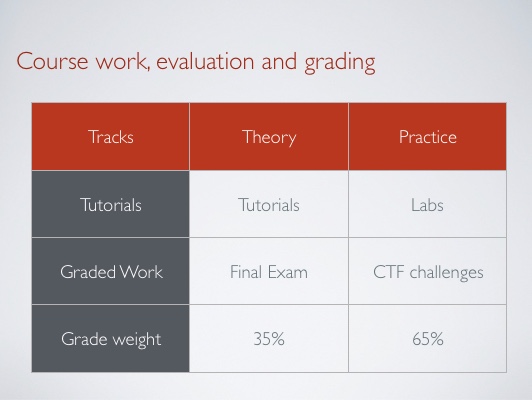 Course work, evaluation and grading
Tracks Theory Practice
Tutorials Tutorials Labs
Graded Work Final Exam CTF challenges
Grade weight 35% 65%